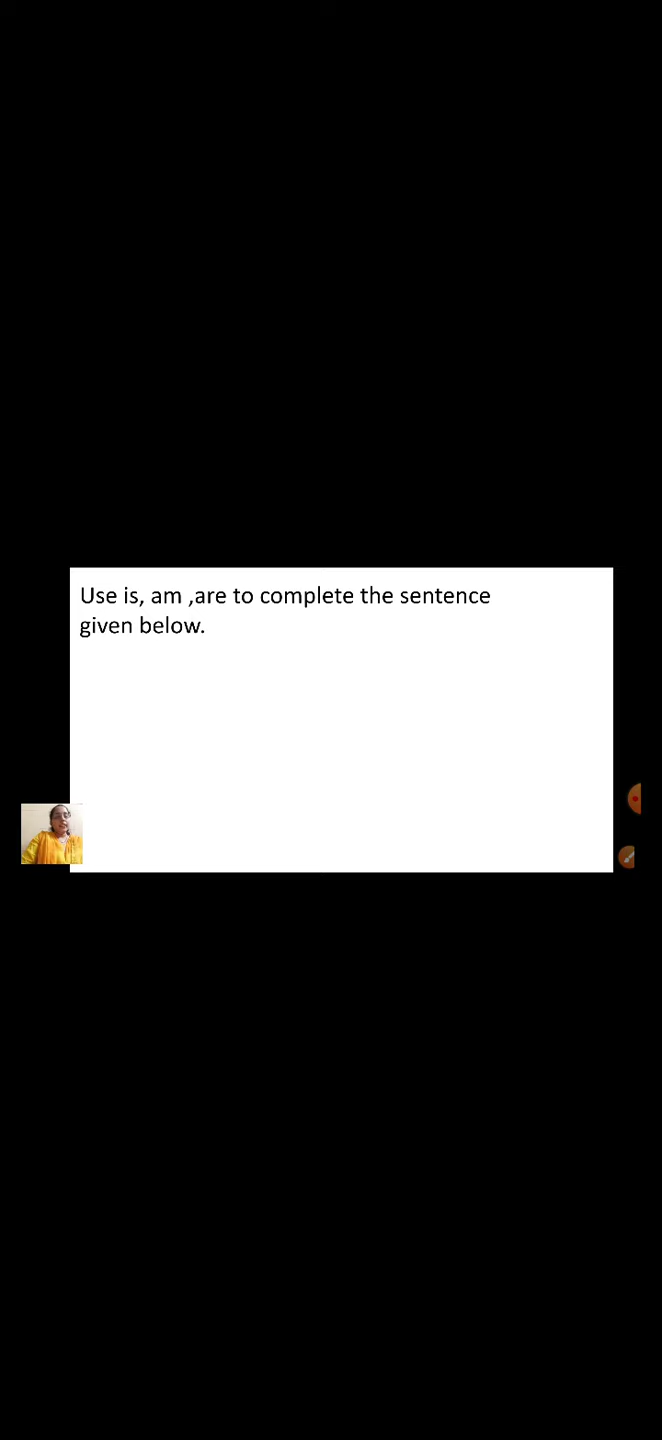 Use is, am ,are to complete the sentence
given below.